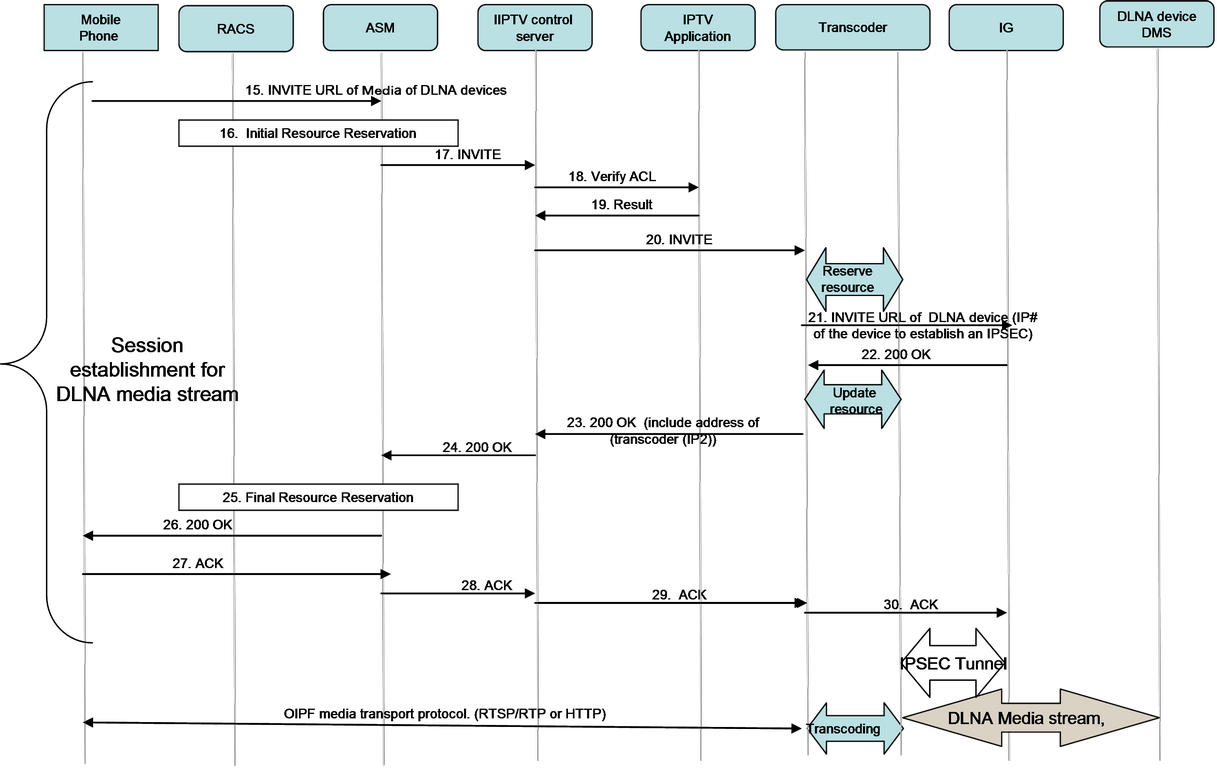 Mobile
Phone
RACS
ASM
IIPTV control
server
IPTV
Application
Transcoder
IG
DLNA device
DMS
15. INVITE URL of Media of DLNA devices
16. Initial Resource Reservation
17. INVITE
18. Verify ACL
19. Result
20. INVITE
Reserve
resource
21. INVITE URL of DLNA device (IP#
of the device to establish an IPSEC)
22. 200 OK
Session
establishment for
DLNA media stream
Update
resource
23. 200 OK (include address of
(transcoder (IP2))
24. 200 OK
25. Final Resource Reservation
26. 200 OK
27. ACK
28. ACK
29. ACK
30. ACK
IPSEC Tunnel
OIPF media transport protocol. (RTSP/RTP or HTTP)
Transcoding
DLNA Media stream,